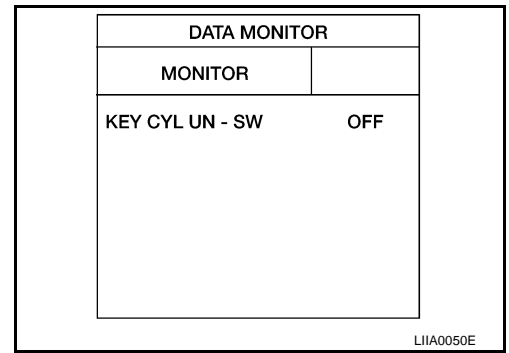 DATA MONITOR
MONITOR
KEY CYL UN - SW OFF
LIIA0050E